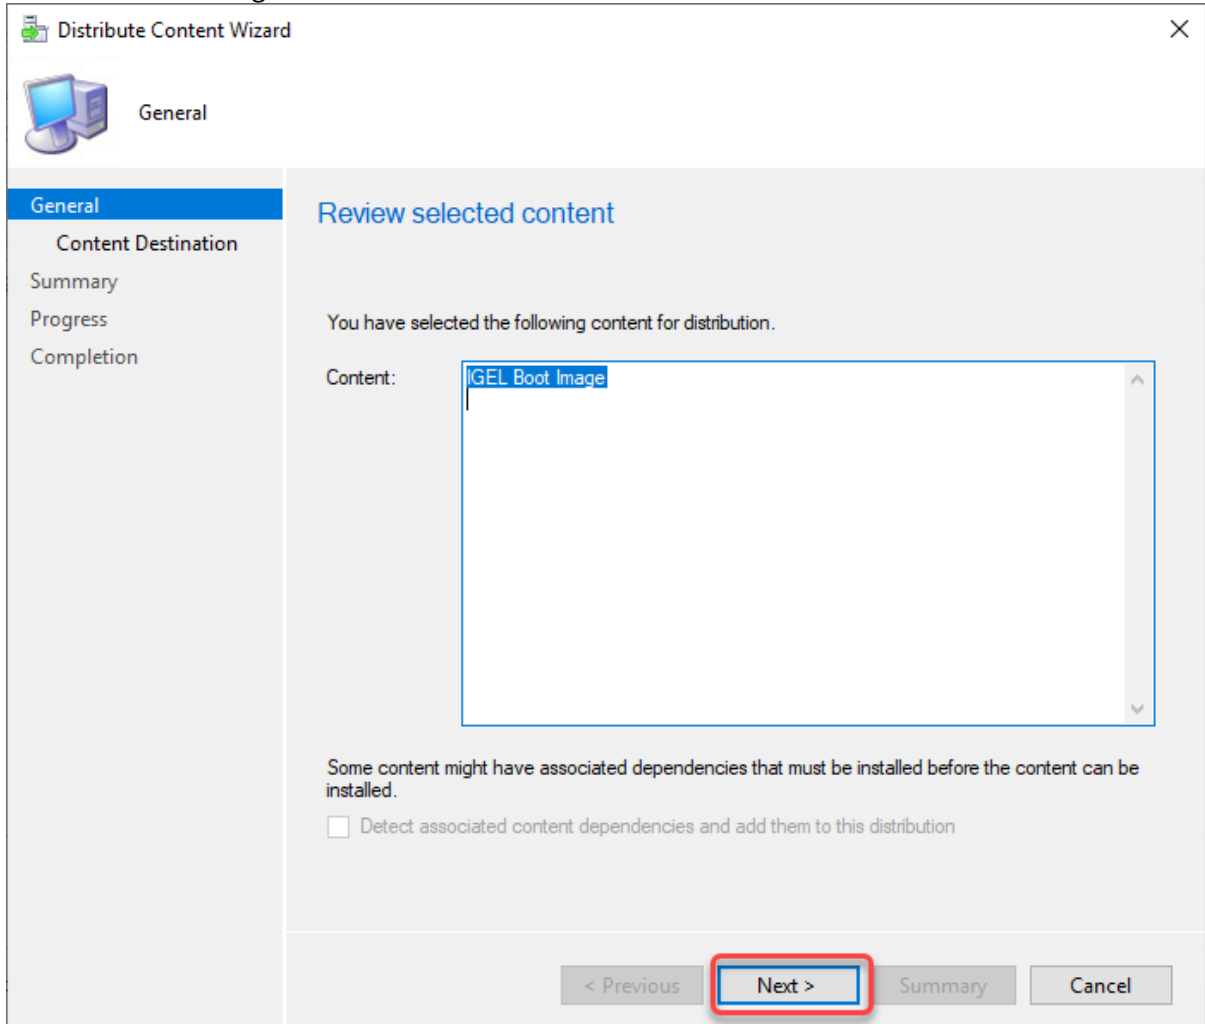 Distribute Content Wizard
General
General
Content Destination
Summary
Progress
Completion
Review selected content
You have selected the following content for distribution.
Content:
IGEL Boot Image
Some content might have associated dependencies that must be installed before the content can be
installed.
Detect associated content dependencies and add them to this distribution
< Previous
Next >
Summary
Cancel